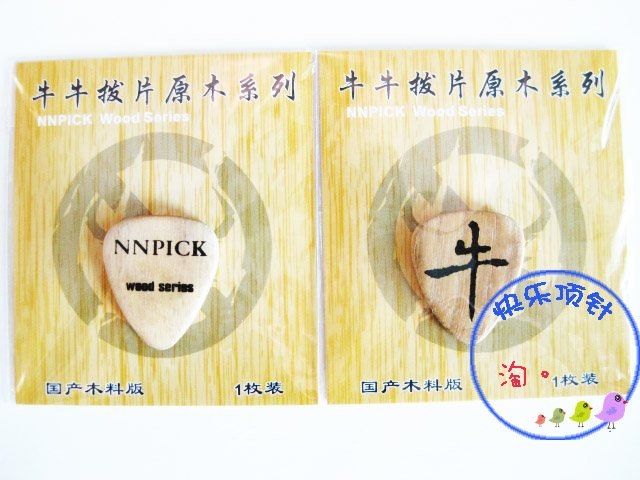 牛牛拨片原木系列
NNPICK Wood Series
NNPICK
wood series
国产木料版 1枚装
牛牛拨片原木系列
NNPICK Wood Series
牛
国产木料版 1枚装
快乐顶针
淘。